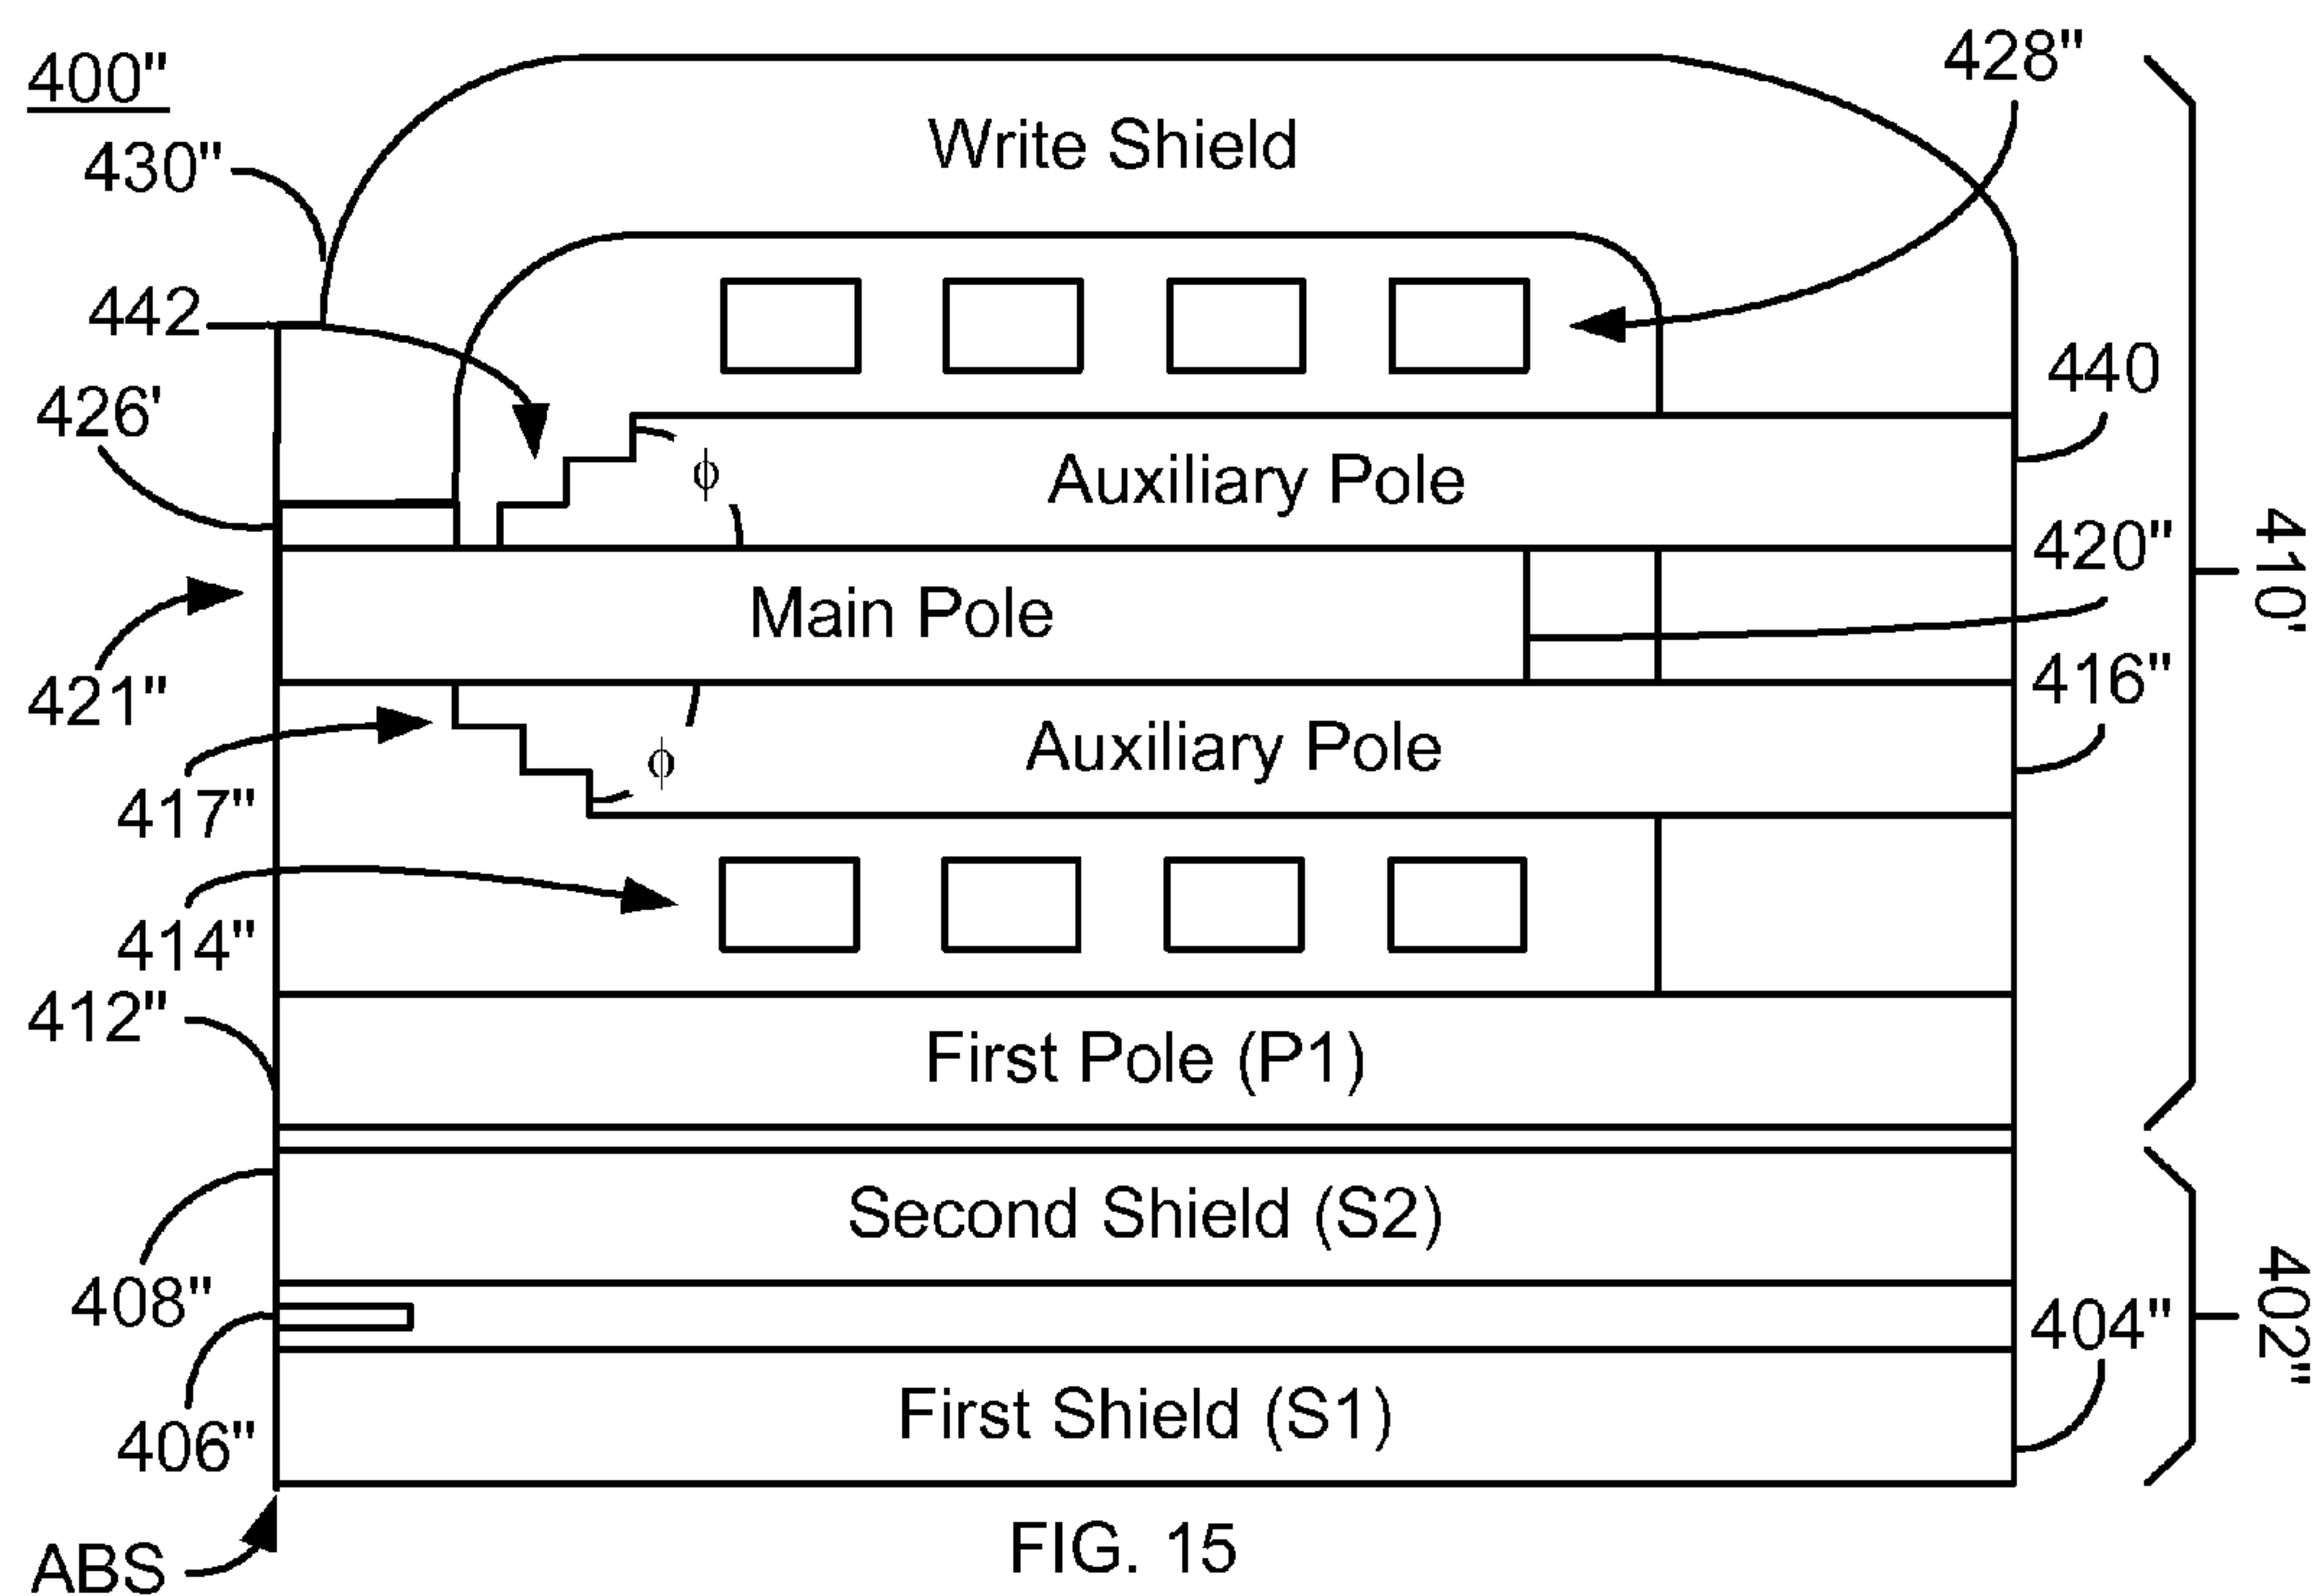 400"
428"
Write Shield
430"
442
440
426'
ϕ
Auxiliary Pole
420"
410'
Main Pole
416"
421"
Auxiliary Pole
ϕ
417"
414"
412"
First Pole (P1)
Second Shield (S2)
408"
404"
402"
406"
First Shield (S1)
FIG. 15
ABS